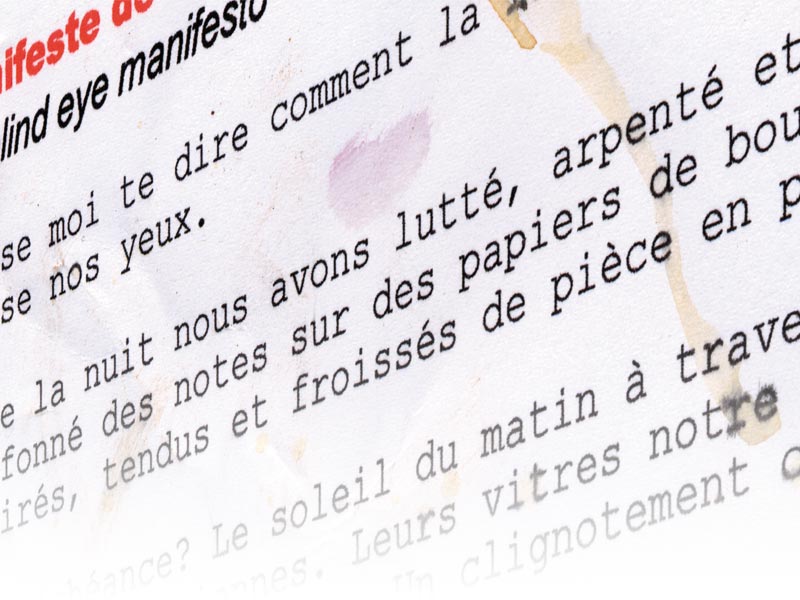 manifesto
lind eye manifesto
se moi te dire comment la
se nos yeux.
e la nuit nous avons lutté, arpenté et
fonné des notes sur des papiers de bou
irés, tendus et froissés de pièce en p
béance? Le soleil du matin à trave
nnes. Leurs vitres notre
Un clignotement c